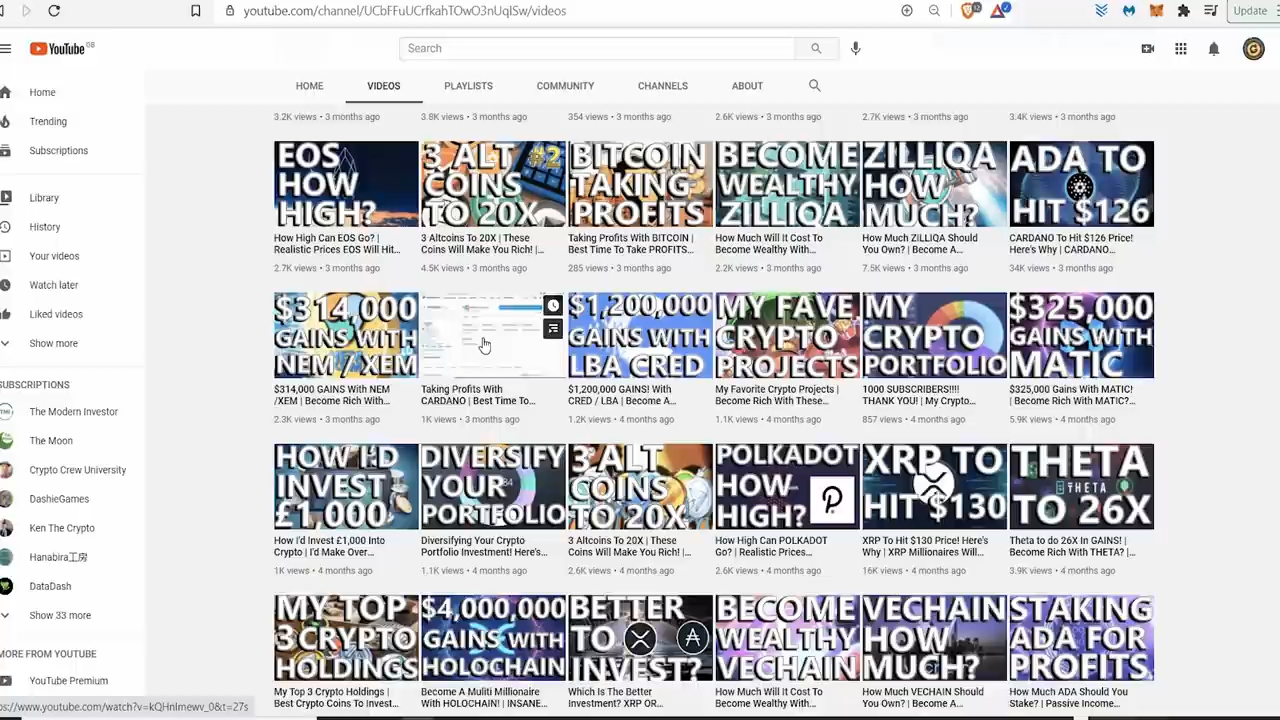 youtube.com/channel/UCbFFuUCrfkahTOwO3nUqlSw/videos
12
Update
YouTube GB
Search
HOME VIDEOS PLAYLISTS COMMUNITY CHANNELS ABOUT
Home
Trending
Subscriptions
Library
History
Your videos
Watch later
Liked videos
Show more
SUBSCRIPTIONS
The Modern Investor
The Moon
Crypto Crew University
DashieGames
Ken The Crypto
Hanabira工房
DataDash
Show 33 more
MORE FROM YOUTUBE
YouTube Premium
ps://www.youtube.com/watch?v=kQHnlmewv_0&t=27s
3.2K views • 3 months ago
3.8K views • 3 months ago
354 views • 3 months ago
2.6K views • 3 months ago
2.7K views • 3 months ago
3.4K views • 3 months ago
EOS
HOW
HIGH?
How High Can EOS Go? |
Realistic Prices EOS Will Hit...
2.7K views • 3 months ago
3 ALT #2
COINS
TO 20X
3 Altcoins To 20X | These
Coins Will Make You Rich! |...
4.5K views • 3 months ago
BITCOIN
TAKING
PROFITS
Taking Profits With BITCOIN |
Best Time To Take PROFITS...
285 views • 3 months ago
BECOME
WEALTHY
ZILLIQA
How Much Will It Cost To
Become Wealthy With...
2.2K views • 3 months ago
ZILLIQA
HOW
MUCH?
How Much ZILLIQA Should
You Own? | Become A...
7.5K views • 3 months ago
ADA TO
HIT $126
CARDANO To Hit $126 Price!
Here's Why | CARDANO...
34K views • 3 months ago
$314,000
GAINS WITH
NEM / XEM
$314,000 GAINS With NEM
/XEM | Become Rich With...
2.3K views • 3 months ago
Taking Profits With
CARDANO | Best Time To...
1K views • 3 months ago
$1,200,000
GAINS WITH
LBA CRED
$1,200,000 GAINS! With
CRED / LBA | Become A...
1.2K views • 4 months ago
MY FAVE
CRYPTO
PROJECTS
My Favorite Crypto Projects |
Become Rich With These...
1.1K views • 4 months ago
MY
CRYPTO
PORTFOLIO
1000 SUBSCRIBERS!!!!
THANK YOU! | My Crypto...
857 views • 4 months ago
$325,000
GAINS WITH
MATIC
$325,000 Gains With MATIC!
| Become Rich With MATIC?...
5.9K views • 4 months ago
HOW I'D
INVEST
£1,000
How I'd Invest £1,000 Into
Crypto | I'd Make Over...
1K views • 4 months ago
DIVERSIFY
YOUR
PORTFOLIO
Diversifying Your Crypto
Portfolio Investment! Here's...
1.1K views • 4 months ago
3 ALT
COINS
TO 20X
3 Altcoins To 20X | These
Coins Will Make You Rich! |...
2.6K views • 4 months ago
POLKADOT
HOW
HIGH?
How High Can POLKADOT
Go? | Realistic Prices...
2.6K views • 4 months ago
XRP TO
HIT $130
XRP To Hit $130 Price! Here's
Why | XRP Millionaires Will...
16K views • 4 months ago
THETA
THETA
TO 26X
Theta to do 26X In GAINS! |
Become Rich With THETA? |...
3.9K views • 4 months ago
MY TOP
3 CRYPTO
HOLDINGS
My Top 3 Crypto Holdings |
Best Crypto Coins To Invest...
$4,000,000
GAINS WITH
HOLOCHAIN
Become A Muliti Millionaire
With HOLOCHAIN! | INSANE...
BETTER
TO
INVEST?
Which Is The Better
Investment? XRP OR...
BECOME
WEALTHY
VECHAIN
How Much Will It Cost To
Become Wealthy With...
VECHAIN
HOW
MUCH?
How Much VECHAIN Should
You Own? | Become A...
STAKING
ADA FOR
PROFITS
How Much ADA Should You
Stake? | Passive Income...